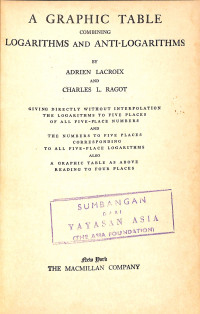 A GRAPHIC TABLE
COMBINING
LOGARITHMS AND ANTI-LOGARITHMS
BY
ADRIEN LACROIX
AND
CHARLES L. RAGOT
GIVING DIRECTLY WITHOUT INTERPOLATION
THE LOGARITHMS TO FIVE PLACES
OF ALL FIVE-PLACE NUMBERS
AND
THE NUMBERS TO FIVE PLACES
CORRESPONDING
TO ALL FIVE-PLACE LOGARITHMS
ALSO
A GRAPHIC TABLE AS ABOVE
READING TO FOUR PLACES
SUMBANGAN
DARI
YAYASAN ASIA
(THE ASIA FOUNDATION)
New York
THE MACMILLAN COMPANY